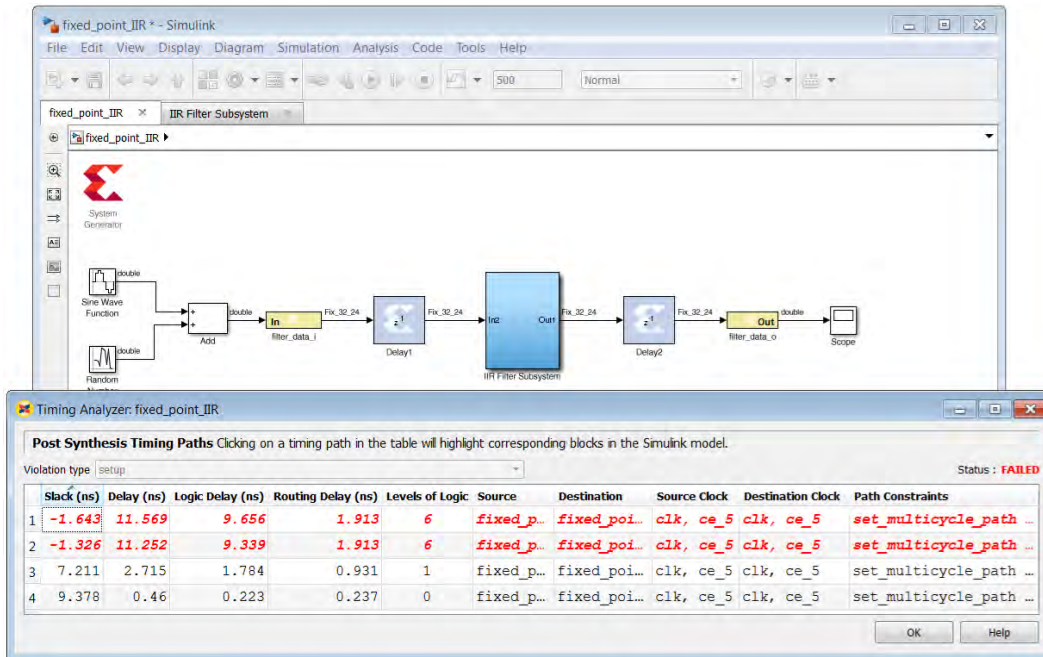 fixed_point_IIR * - Simulink
File Edit View Display Diagram Simulation Analysis Code Tools Help
500 Normal
fixed_point_IIR × IIR Filter Subsystem ×
fixed_point_IIR
System
Generator
double
Sine Wave
Function
double
Random
Add
double
In
filter_data_i
Fix_32_24
z⁻¹
Delay1
Fix_32_24
In2 Out1
IIR Filter Subsystem
Fix_32_24
z⁻¹
Delay2
Fix_32_24
Out
filter_data_o
double
Scope
Timing Analyzer: fixed_point_IIR
Post Synthesis Timing Paths Clicking on a timing path in the table will highlight corresponding blocks in the Simulink model.
Violation type setup Status : FAILED
Slack (ns) Delay (ns) Logic Delay (ns) Routing Delay (ns) Levels of Logic Source Destination Source Clock Destination Clock Path Constraints
1 -1.643 11.569 9.656 1.913 6 fixed_p... fixed_poi... clk, ce_5 clk, ce_5 set_multicycle_path ...
2 -1.326 11.252 9.339 1.913 6 fixed_p... fixed_poi... clk, ce_5 clk, ce_5 set_multicycle_path ...
3 7.211 2.715 1.784 0.931 1 fixed_p... fixed_poi... clk, ce_5 clk, ce_5 set_multicycle_path ...
4 9.378 0.46 0.223 0.237 0 fixed_p... fixed_poi... clk, ce_5 clk, ce_5 set_multicycle_path ...
OK Help